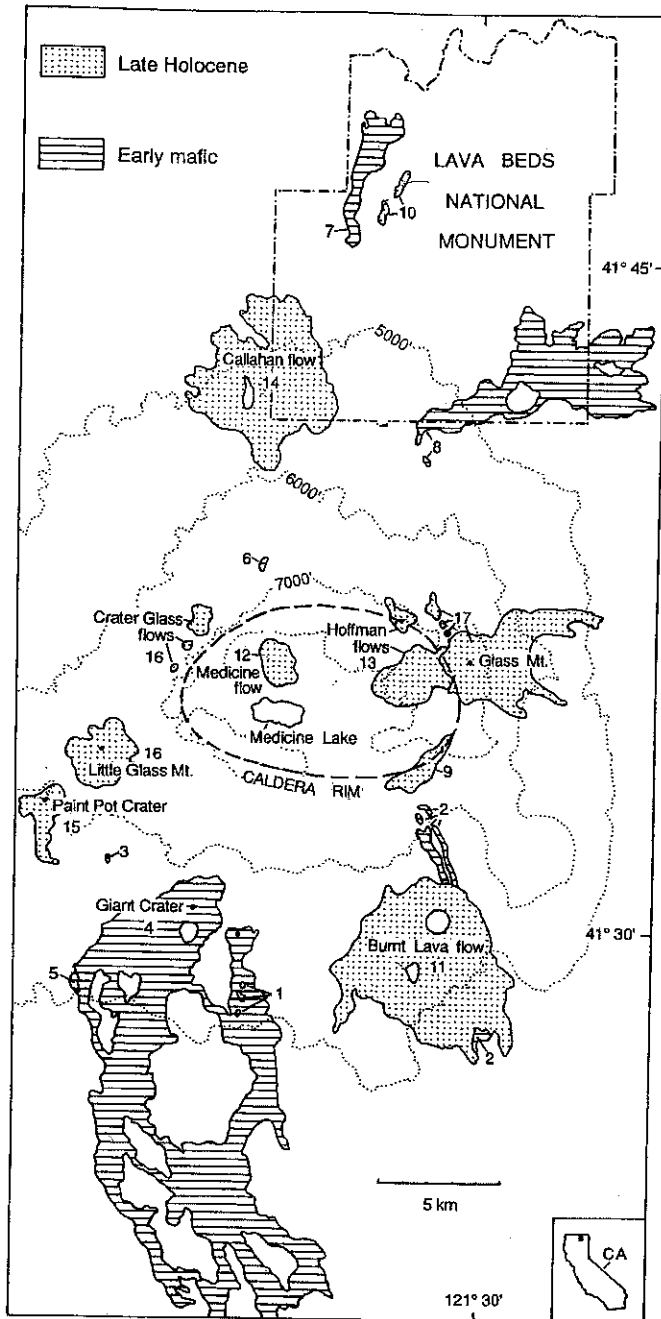 Late Holocene
Early mafic
LAVA BEDS
NATIONAL
MONUMENT
10
7
41° 45'
5000'
Callahan flow
14
8
6000'
6
7000'
Crater Glass
flows
16
17
Hoffman
flows
13
Glass Mt.
12
Medicine
flow
Medicine Lake
16
Little Glass Mt.
CALDERA RIM
9
Paint Pot Crater
15
2
3
Giant Crater
4
41° 30'
Burnt Lava flow
11
5
1
2
5 km
CA
121° 30'